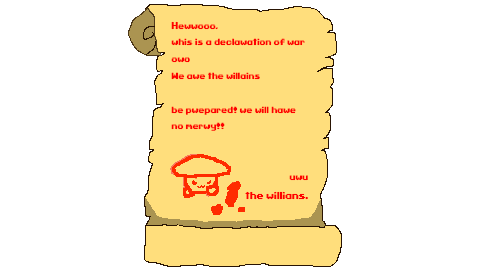 Hewwooo.
whis is a declawation of war
owo
We awe the willains
be pwepared! we will hawe
no merwy!!
uwu
the willians.